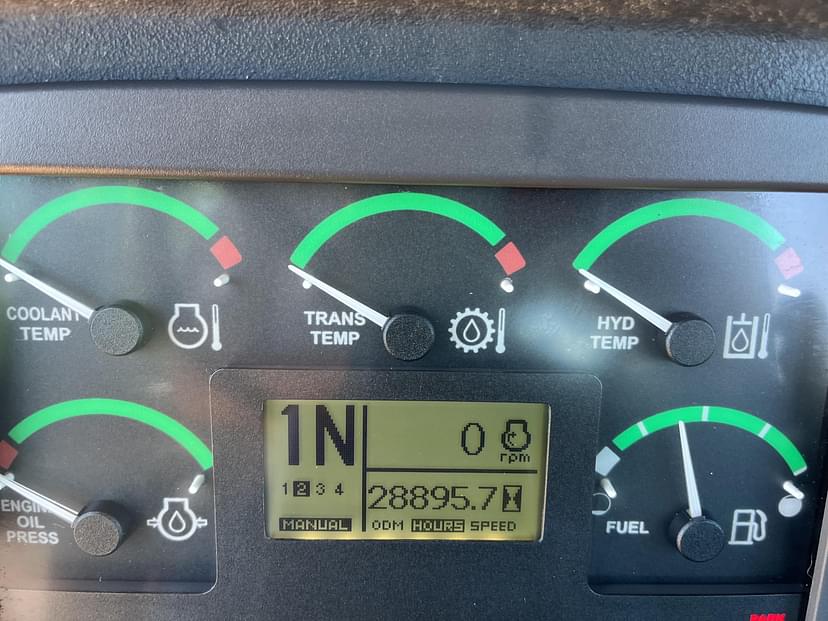 COOLANT
TEMP
TRANS
TEMP
HYD
TEMP
1N
0
rpm
1 2 3 4
28895.7
MANUAL
ODM HOURS SPEED
ENGINE
OIL
PRESS
FUEL
PARK